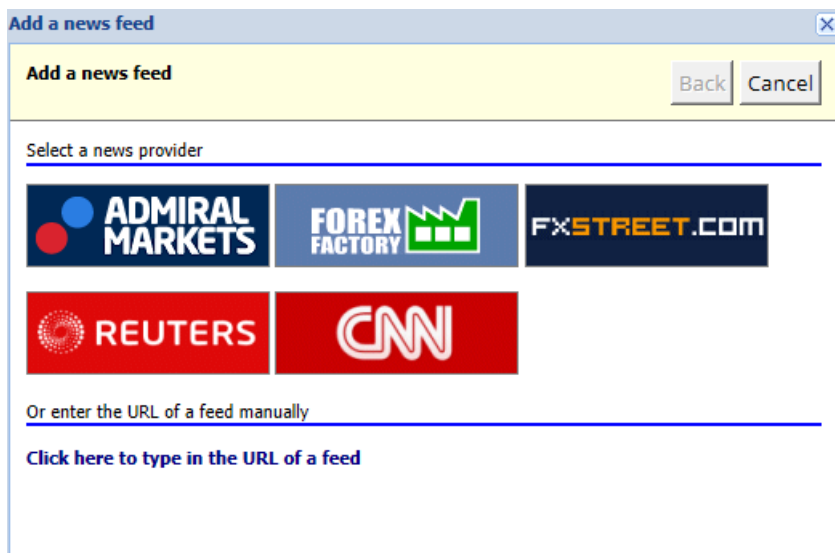 Add a news feed
Add a news feed
Back Cancel
Select a news provider
ADMIRAL
MARKETS
FOREX
FACTORY
FXSTREET.COM
REUTERS
CNN
Or enter the URL of a feed manually
Click here to type in the URL of a feed